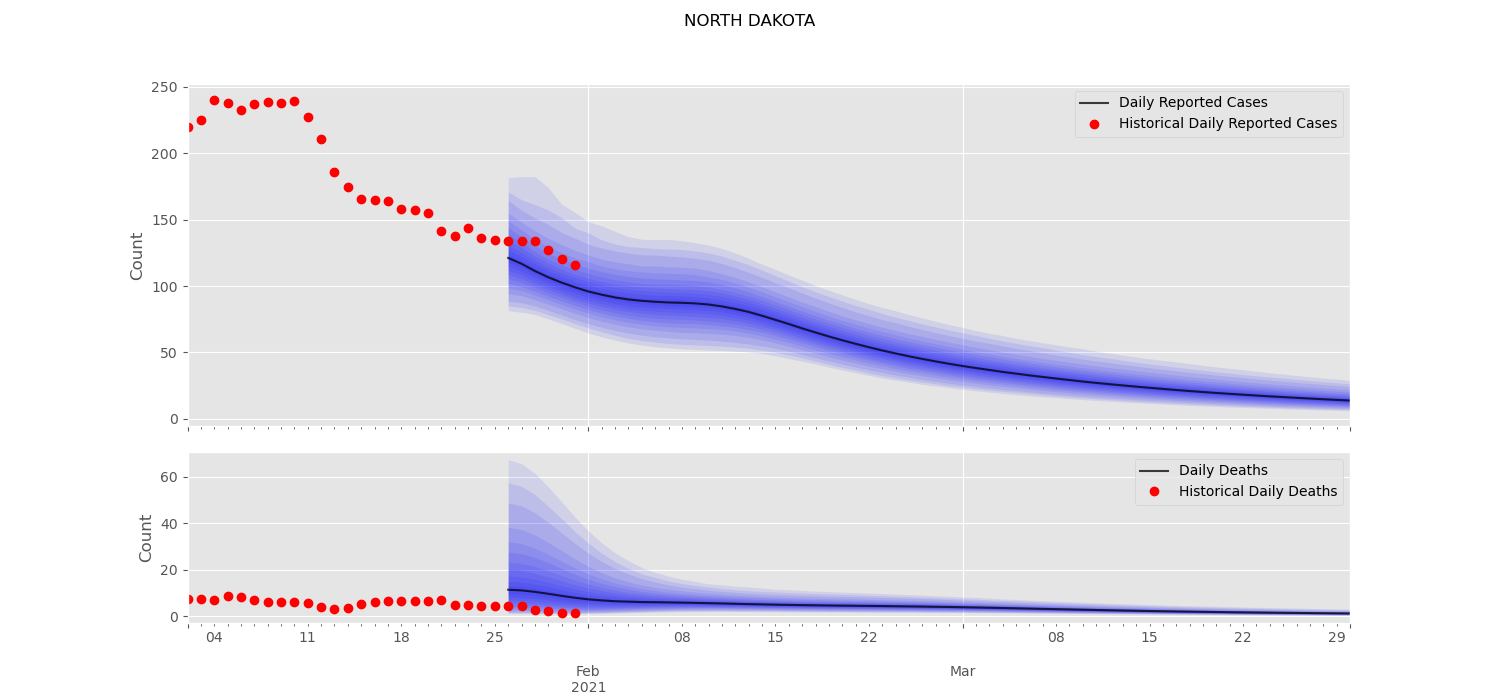 NORTH DAKOTA
250
200
150
100
50
0
Count
Daily Reported Cases
Historical Daily Reported Cases
60
40
20
0
Count
Daily Deaths
Historical Daily Deaths
04 11 18 25 08 15 22 08 15 22 29
Feb Mar
2021